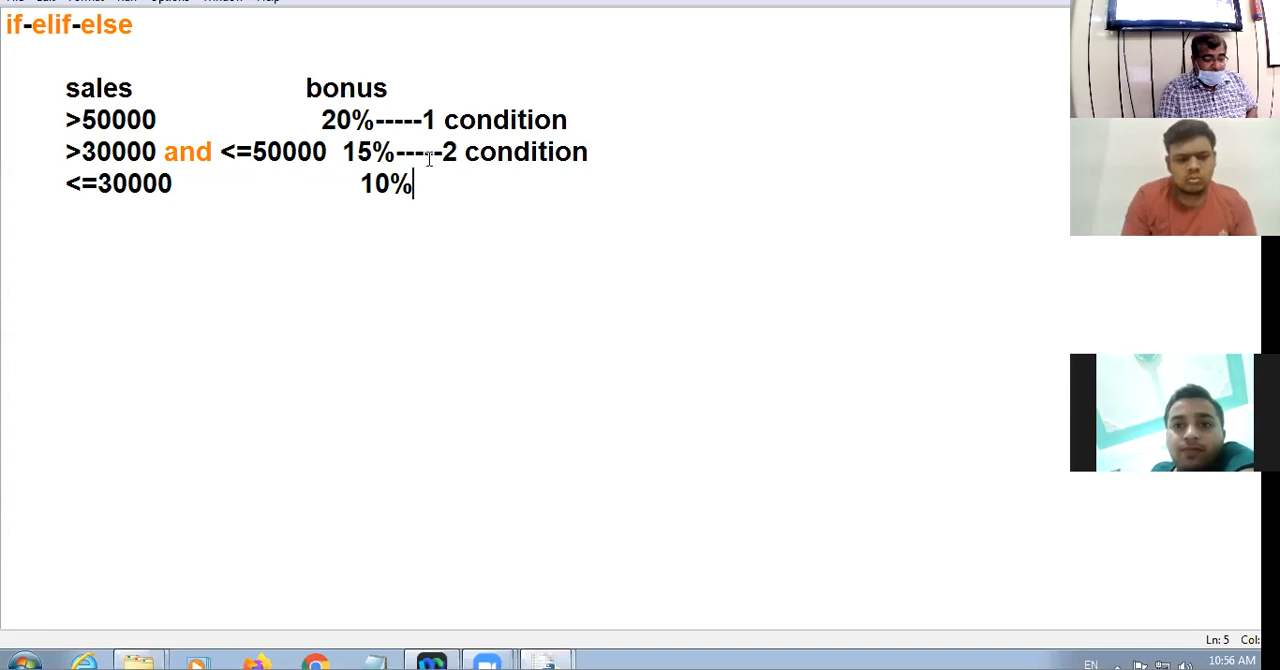 if-elif-else
sales bonus
>50000 20%-----1 condition
>30000 and <=50000 15%-----2 condition
<=30000 10%
Ln: 5 Col:
EN 10:56 AM